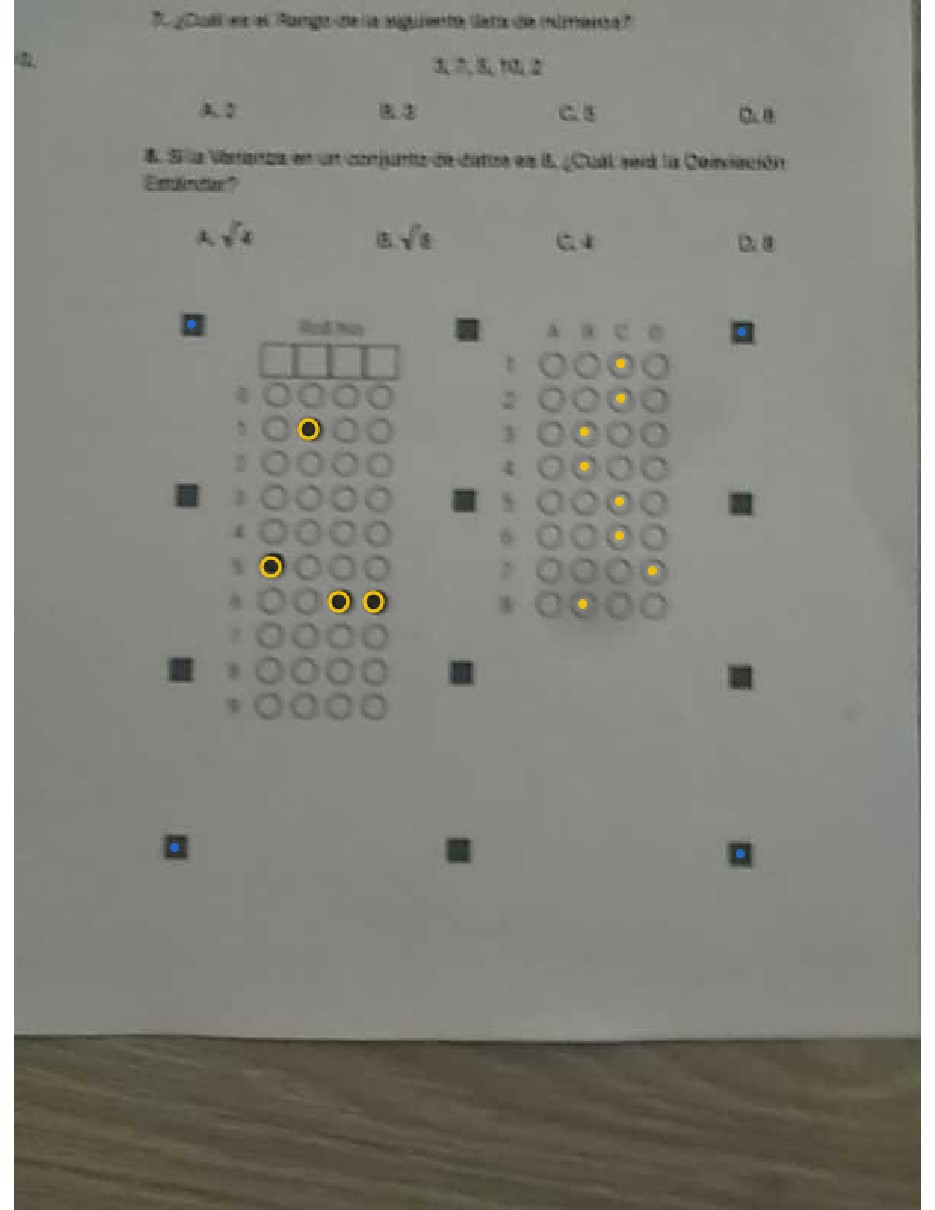 7. ¿Cuál es el Rango de la siguiente lista de números?
3, 7, 5, 10, 2
A. 2 B. 3 C. 5 D. 8
8. Si la Varianza en un conjunto de datos es 8, ¿Cuál será la Desviación
Estándar?
A. √4 B. √8 C. 4 D. 8
Roll No A B C D
1
0 2
1 3
2 4
3 5
4 6
5 7
6 8
7
8
9